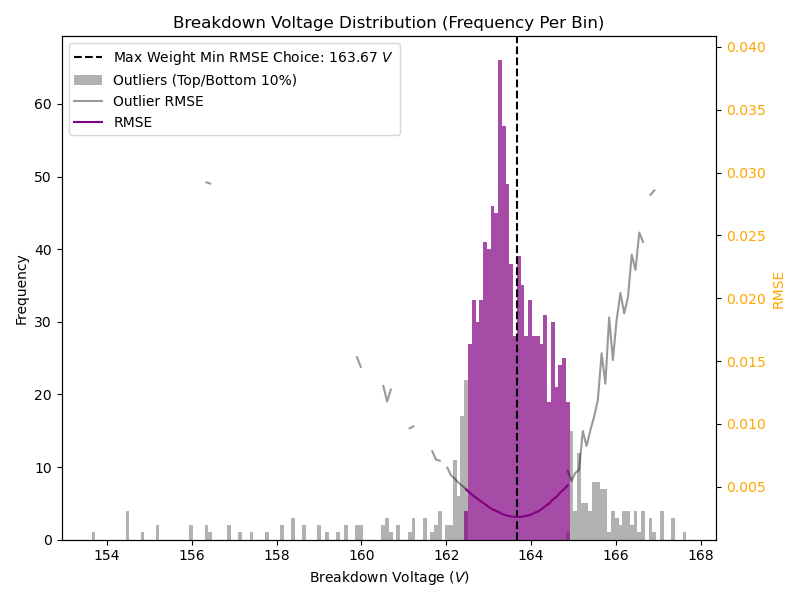 Breakdown Voltage Distribution (Frequency Per Bin)
Max Weight Min RMSE Choice: 163.67 V
Outliers (Top/Bottom 10%)
Outlier RMSE
RMSE
Frequency
0
10
20
30
40
50
60
154
156
158
160
162
164
166
168
Breakdown Voltage (V)
0.040
0.035
0.030
0.025
0.020
0.015
0.010
0.005
RMSE